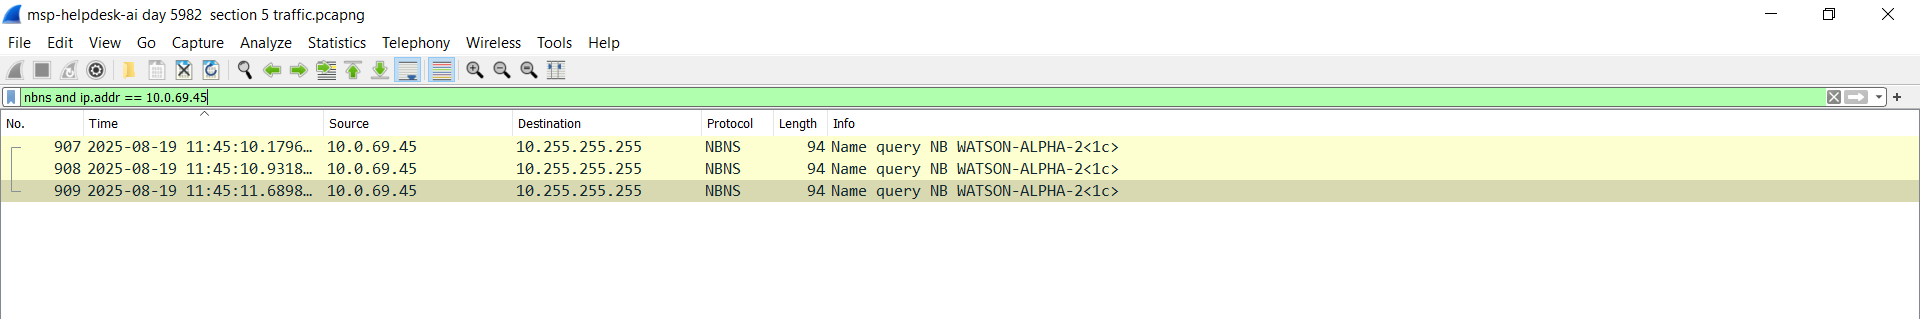 msp-helpdesk-ai day 5982  section 5 traffic.pcapng
File Edit View Go Capture Analyze Statistics Telephony Wireless Tools Help
nbns and ip.addr == 10.0.69.45
No. Time Source Destination Protocol Length Info
907 2025-08-19 11:45:10.1796… 10.0.69.45 10.255.255.255 NBNS 94 Name query NB WATSON-ALPHA-2<1c>
908 2025-08-19 11:45:10.9318… 10.0.69.45 10.255.255.255 NBNS 94 Name query NB WATSON-ALPHA-2<1c>
909 2025-08-19 11:45:11.6898… 10.0.69.45 10.255.255.255 NBNS 94 Name query NB WATSON-ALPHA-2<1c>